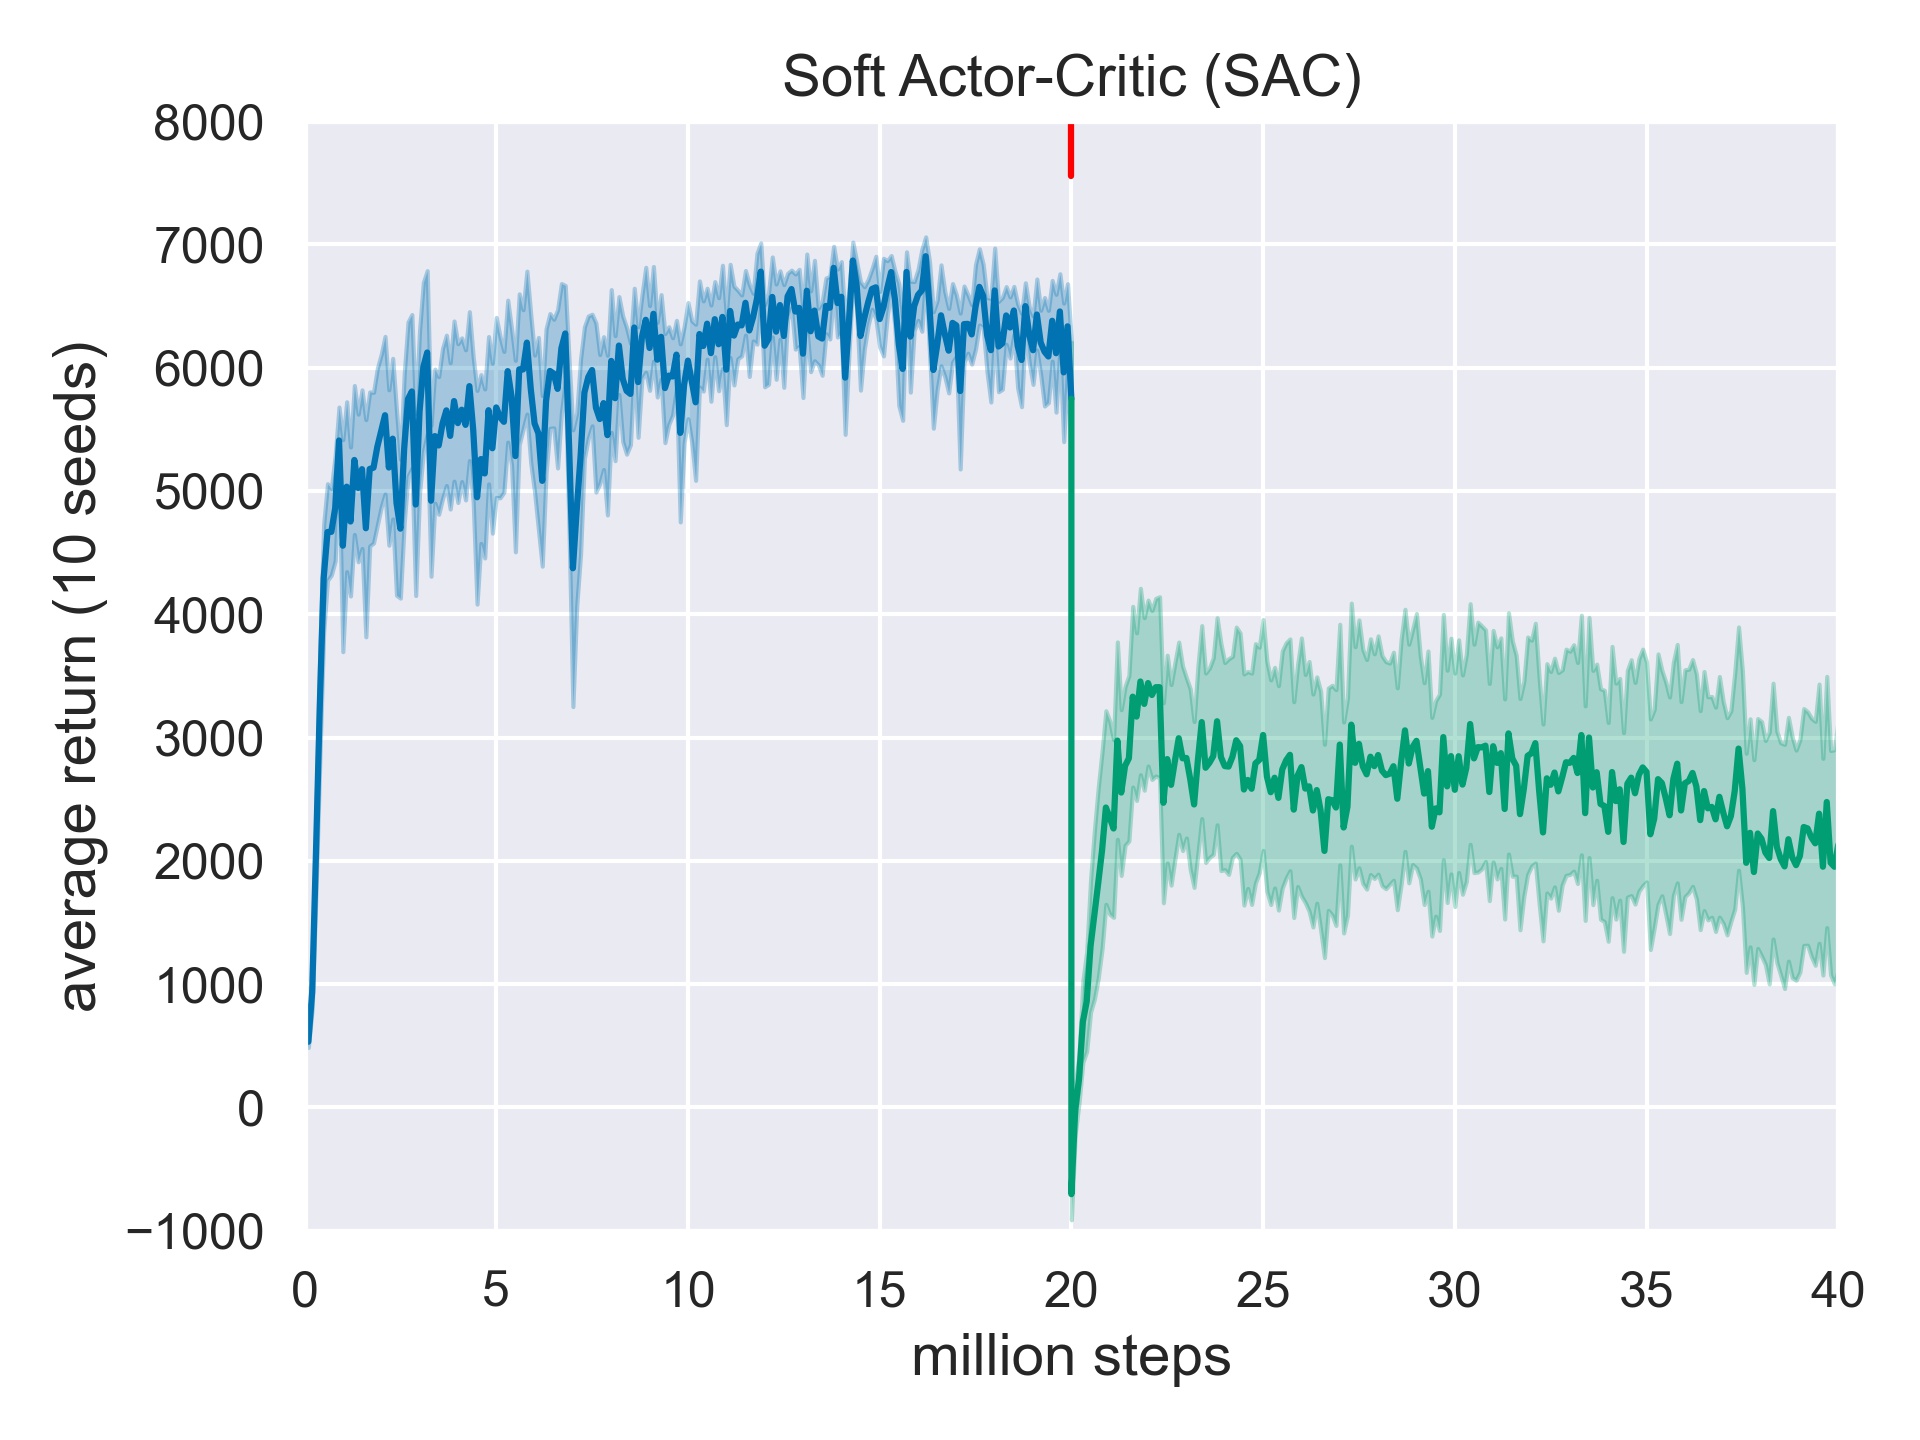 Soft Actor-Critic (SAC)
8000
7000
6000
5000
4000
3000
2000
1000
0
−1000
average return (10 seeds)
0 5 10 15 20 25 30 35 40
million steps